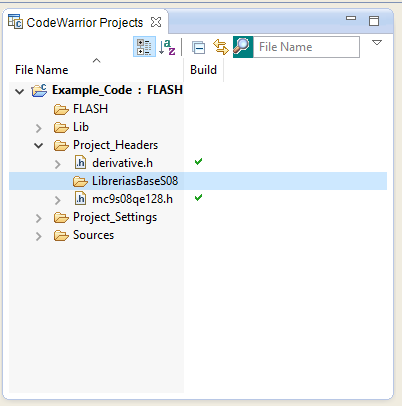 CodeWarrior Projects
File Name
File Name Build
Example_Code : FLASH
FLASH
Lib
Project_Headers
derivative.h
LibreriasBaseS08
mc9s08qe128.h
Project_Settings
Sources